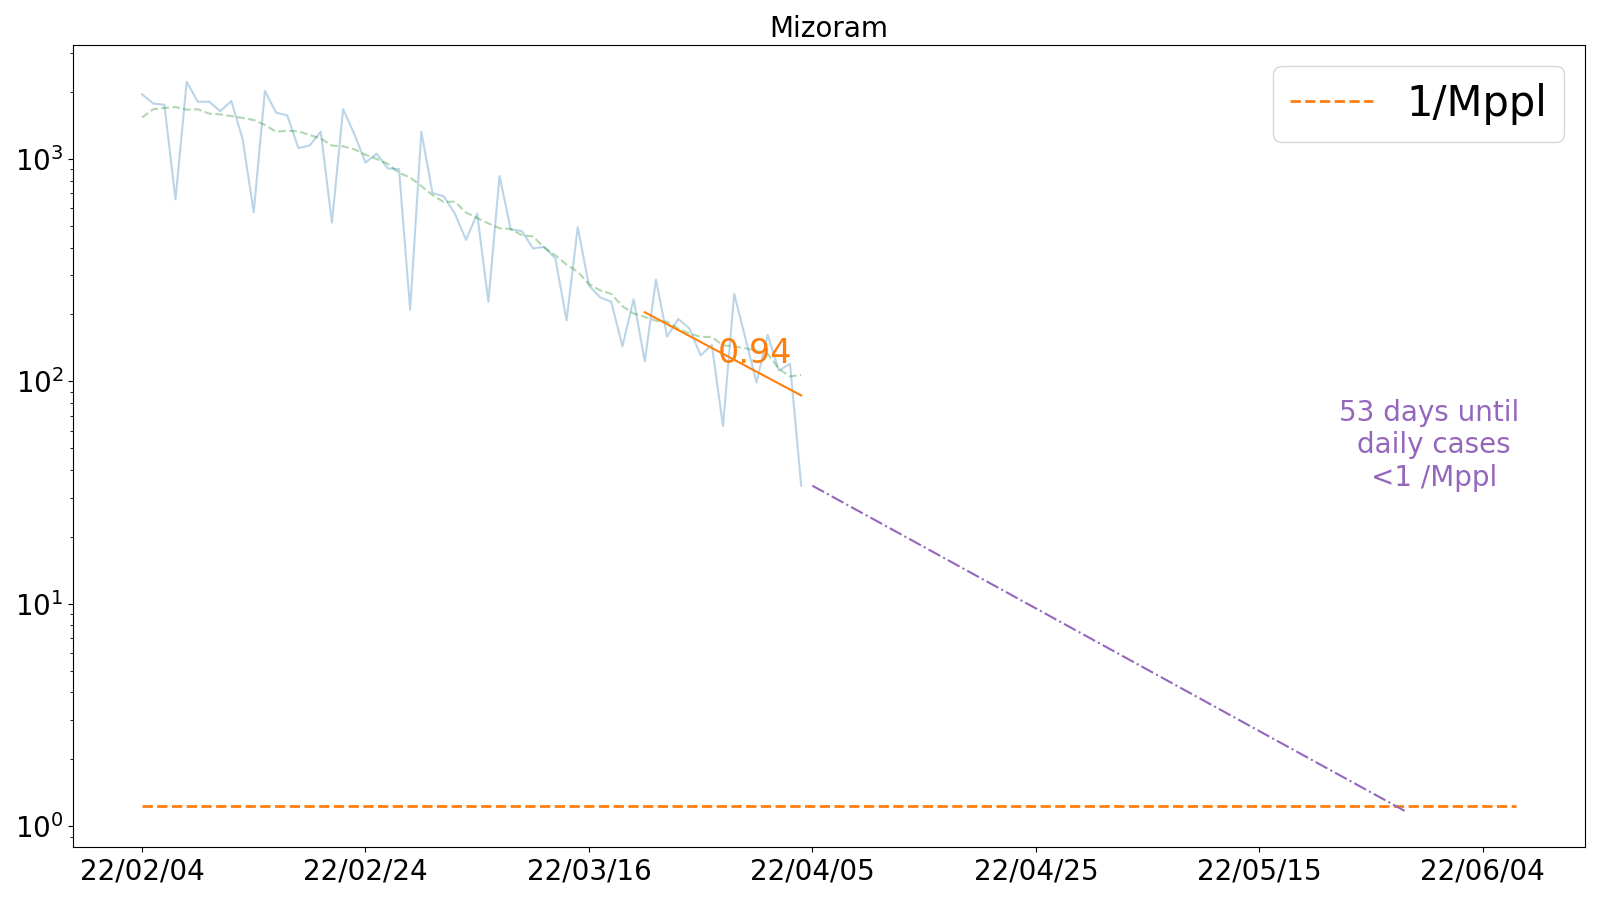 Mizoram
1/Mppl
10³
10²
10¹
10⁰
0.94
53 days until
daily cases
<1 /Mppl
22/02/04 22/02/24 22/03/16 22/04/05 22/04/25 22/05/15 22/06/04